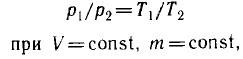 p₁/p₂=T₁/T₂
при V=const, m=const,